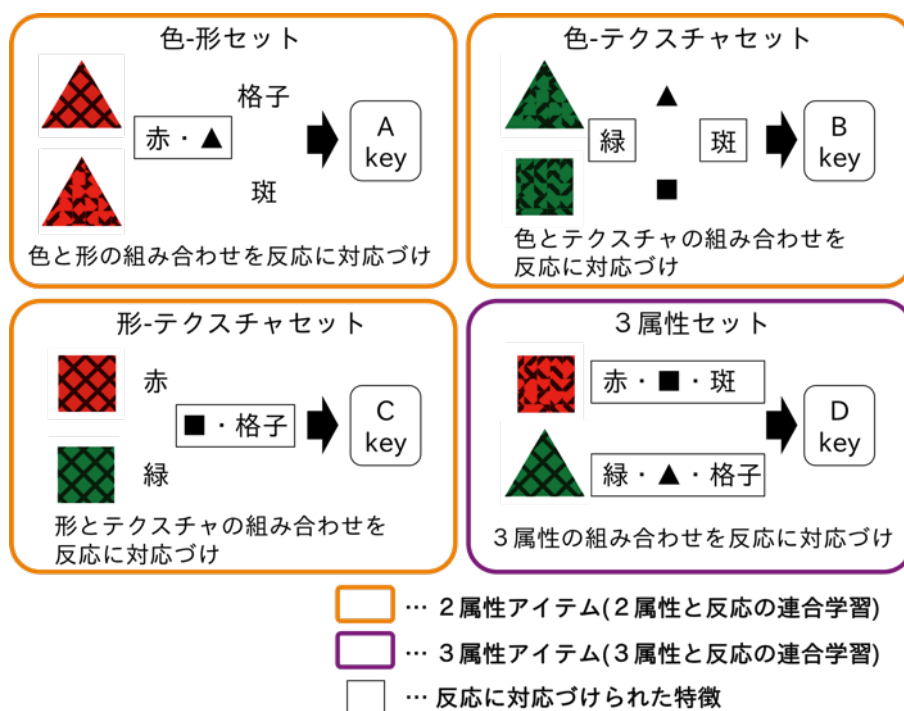 色-形セット
格子
赤・▲
斑
A
key
色と形の組み合わせを反応に対応づけ
色-テクスチャセット
▲
緑
斑
■
B
key
色とテクスチャの組み合わせを
反応に対応づけ
形-テクスチャセット
赤
■・格子
緑
C
key
形とテクスチャの組み合わせを
反応に対応づけ
３属性セット
赤・■・斑
緑・▲・格子
D
key
３属性の組み合わせを反応に対応づけ
… ２属性アイテム(２属性と反応の連合学習)
… ３属性アイテム(３属性と反応の連合学習)
… 反応に対応づけられた特徴